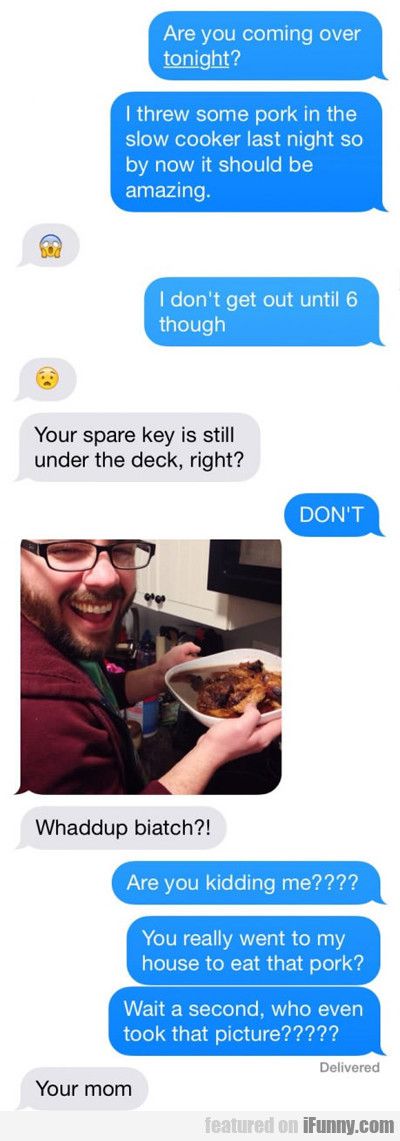 Are you coming over
tonight?
I threw some pork in the
slow cooker last night so
by now it should be
amazing.
😱
I don't get out until 6
though
😧
Your spare key is still
under the deck, right?
DON'T
Whaddup biatch?!
Are you kidding me????
You really went to my
house to eat that pork?
Wait a second, who even
took that picture?????
Delivered
Your mom
featured on iFunny.com